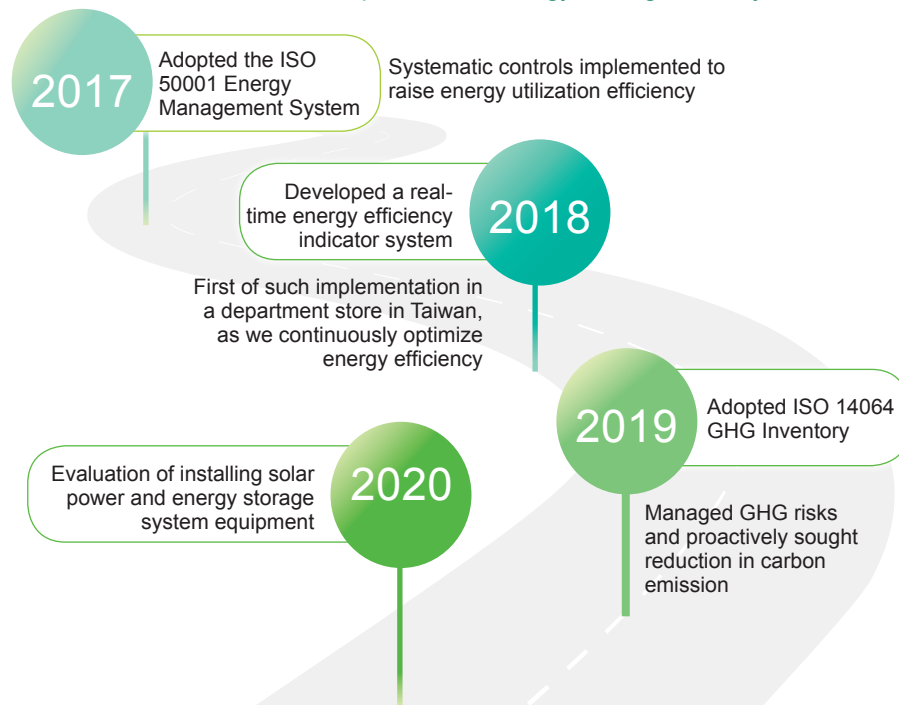 2017
Adopted the ISO
50001 Energy
Management System
Systematic controls implemented to
raise energy utilization efficiency
Developed a real-
time energy efficiency
indicator system
2018
First of such implementation in
a department store in Taiwan,
as we continuously optimize
energy efficiency
2019
Adopted ISO 14064
GHG Inventory
Managed GHG risks
and proactively sought
reduction in carbon
emission
Evaluation of installing solar
power and energy storage
system equipment
2020